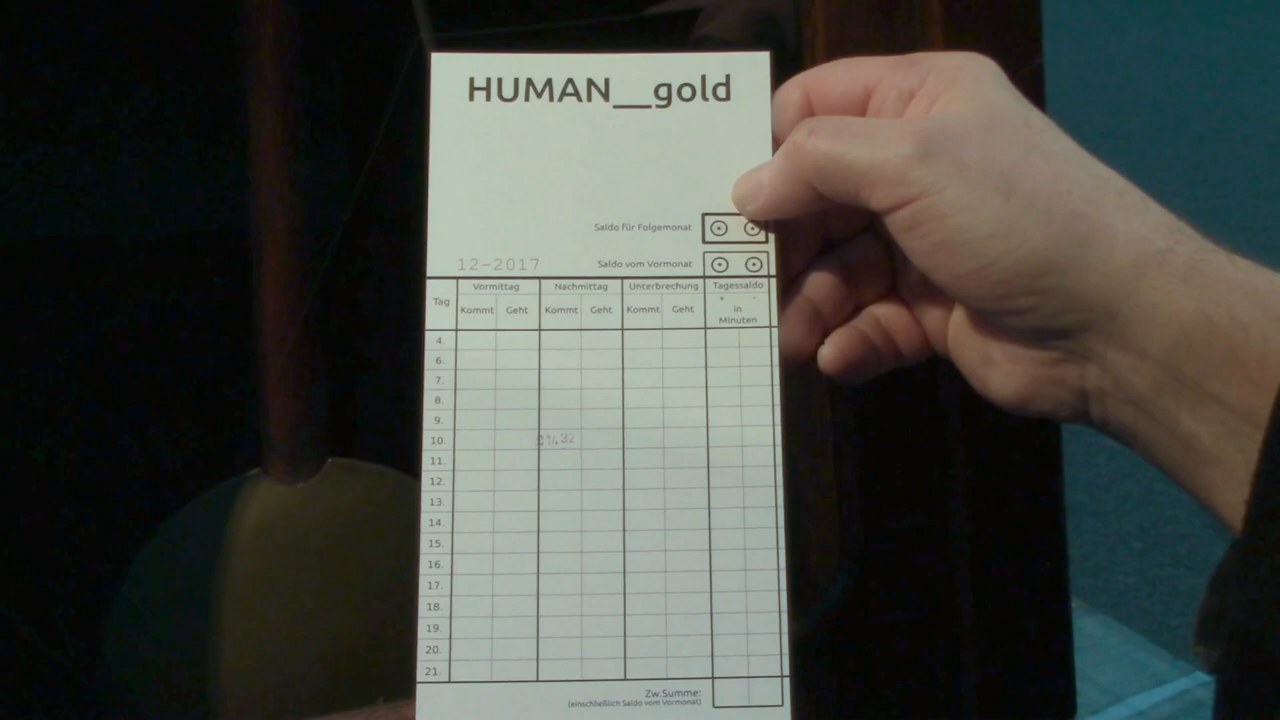 HUMAN__gold
Saldo für Folgemonat
12-2017 Saldo vom Vormonat
Vormittag Nachmittag Unterbrechung Tagessaldo
Tag + -
Kommt Geht Kommt Geht Kommt Geht in
Minuten
4.
6.
7.
8.
9.
10.
11.
12.
13.
14.
15.
16.
17.
18.
19.
20.
21.
Zw.Summe:
(einschließlich Saldo vom Vormonat)